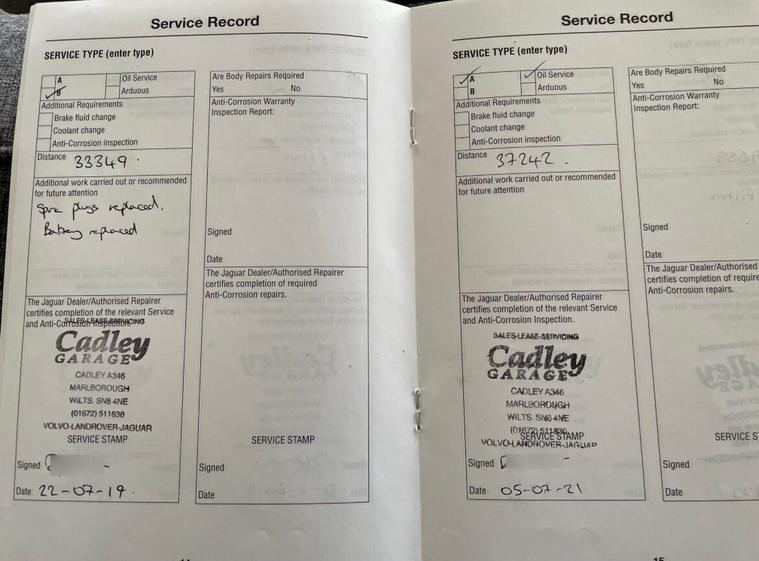 Service Record
SERVICE TYPE (enter type)
A
B
Oil Service
Arduous
Additional Requirements
Brake fluid change
Coolant change
Anti-Corrosion inspection
Distance 33349.
Additional work carried out or recommended
for future attention
plugs replaced.
Battery replaced
The Jaguar Dealer/Authorised Repairer
certifies completion of the relevant Service
and Anti-Corrosion Inspection.
SALES-LEASE-SERVICING
Cadley
GARAGE
CADLEY A346
MARLBOROUGH
WILTS. SN8 4NE
(01672) 511630
VOLVO-LANDROVER-JAGUAR
SERVICE STAMP
Signed
Date 22-07-19.
Are Body Repairs Required
Yes No
Anti-Corrosion Warranty
Inspection Report:
Signed
Date
The Jaguar Dealer/Authorised Repairer
certifies completion of required
Anti-Corrosion repairs.
SERVICE STAMP
Signed
Date
Service Record
SERVICE TYPE (enter type)
A
B
Oil Service
Arduous
Additional Requirements
Brake fluid change
Coolant change
Anti-Corrosion inspection
Distance 37242.
Additional work carried out or recommended
for future attention
The Jaguar Dealer/Authorised Repairer
certifies completion of the relevant Service
and Anti-Corrosion Inspection.
SALES-LEASE-SERVICING
Cadley
GARAGE
CADLEY A346
MARLBOROUGH
WILTS. SN8 4NE
SERVICE STAMP
VOLVO-LANDROVER-JAGUAR
Signed
Date 05-07-21
Are Body Repairs Required
Yes No
Anti-Corrosion Warranty
Inspection Report:
Signed
Date
The Jaguar Dealer/Authorised
certifies completion of require
Anti-Corrosion repairs.
SERVICE S
Signed
Date